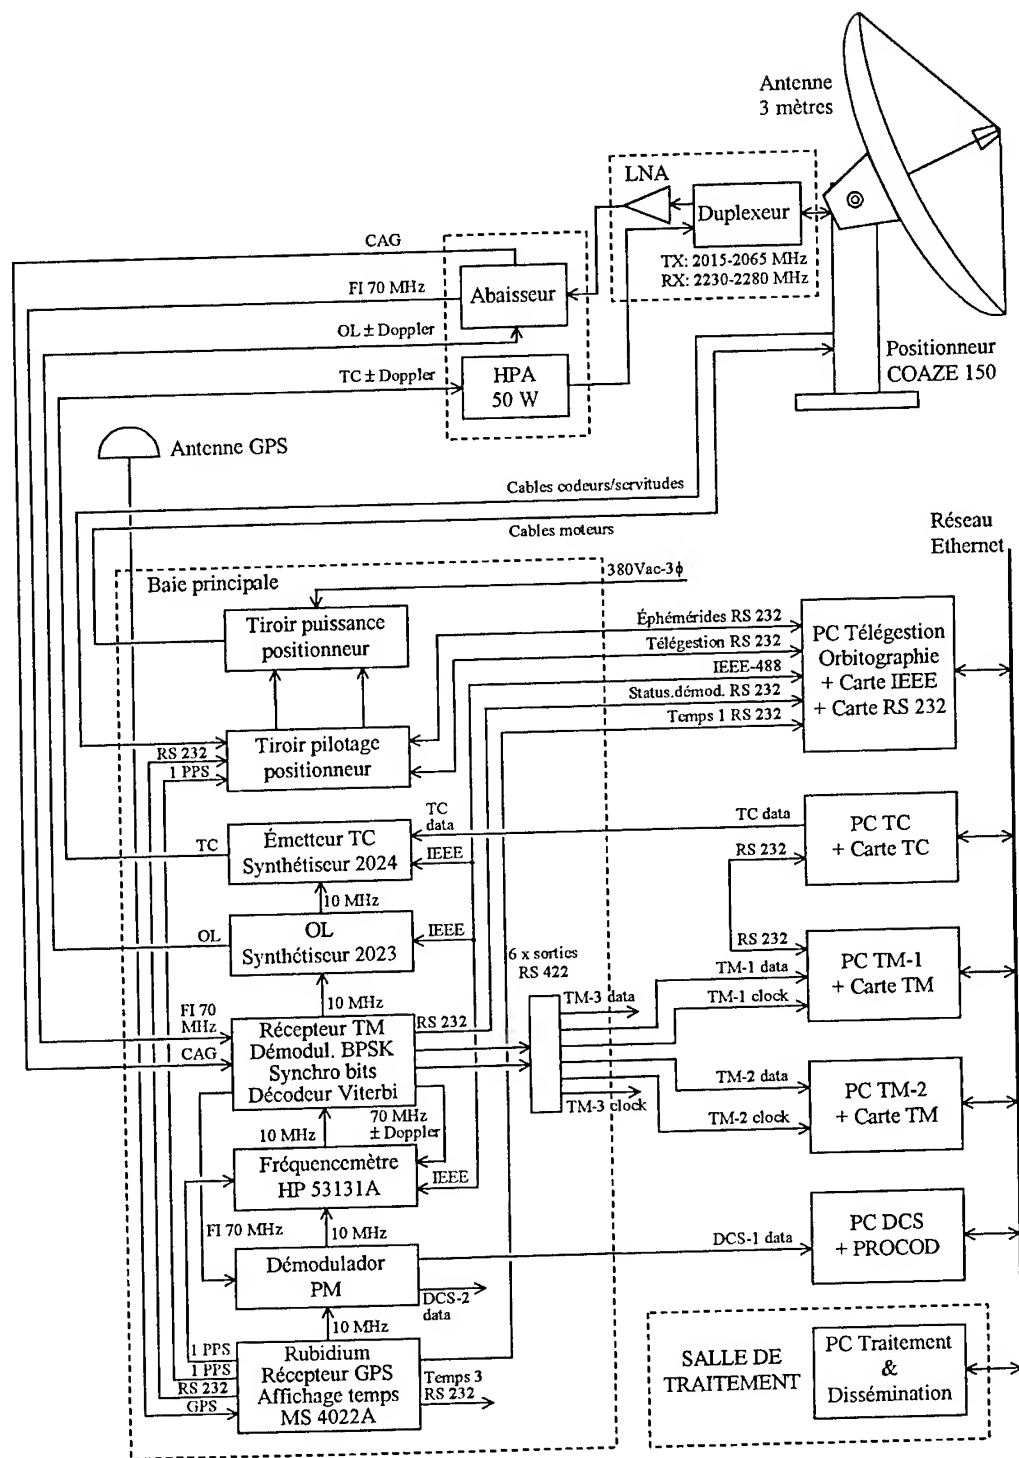 Antenne
3 mètres
LNA
Duplexeur
TX: 2015-2065 MHz
RX: 2230-2280 MHz
CAG
FI 70 MHz
Abaisseur
OL ± Doppler
TC ± Doppler
HPA
50 W
Positionneur
COAZE 150
Antenne GPS
Cables codeurs/servitudes
Cables moteurs
Réseau
Ethernet
Baie principale
380Vac-3ϕ
Tiroir puissance
positionneur
Éphémérides RS 232
Télégestion RS 232
IEEE-488
Status.démod. RS 232
Temps 1 RS 232
PC Télégestion
Orbitographie
+ Carte IEEE
+ Carte RS 232
RS 232
1 PPS
Tiroir pilotage
positionneur
TC
data
TC data
TC
Émetteur TC
Synthétiseur 2024
IEEE
RS 232
PC TC
+ Carte TC
10 MHz
OL
OL
Synthétiseur 2023
IEEE
6 x sorties
RS 422
RS 232
TM-1 data
TM-1 clock
PC TM-1
+ Carte TM
10 MHz
TM-3 data
FI 70
MHz
CAG
Récepteur TM
Démodul. BPSK
Synchro bits
Décodeur Viterbi
RS 232
TM-2 data
TM-2 clock
PC TM-2
+ Carte TM
TM-3 clock
10 MHz
70 MHz
± Doppler
Fréquencemètre
HP 53131A
IEEE
FI 70 MHz
10 MHz
DCS-1 data
PC DCS
+ PROCOD
Démodulador
PM
DCS-2
data
10 MHz
1 PPS
1 PPS
RS 232
GPS
Rubidium
Récepteur GPS
Affichage temps
MS 4022A
Temps 3
RS 232
SALLE DE
TRAITEMENT
PC Traitement
&
Dissémination